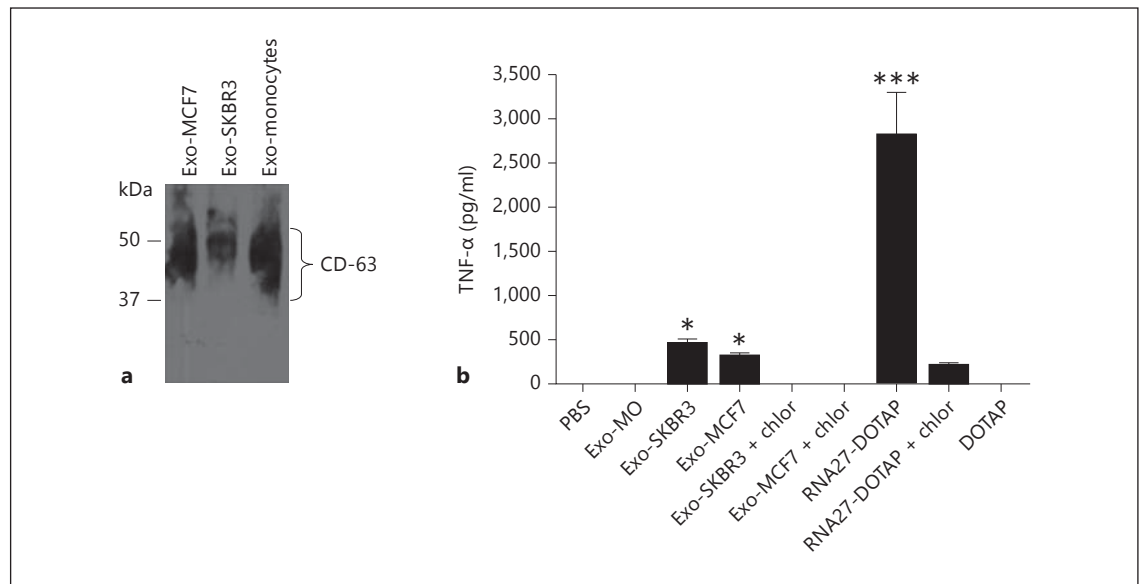 Exo-MCF7
Exo-SKBR3
Exo-monocytes
kDa
50
37
CD-63
a
TNF-α (pg/ml)
3,500
3,000
2,500
2,000
1,500
1,000
500
0
*
*
***
PBS
Exo-MO
Exo-SKBR3
Exo-MCF7
Exo-SKBR3 + chlor
Exo-MCF7 + chlor
RNA27-DOTAP
RNA27-DOTAP + chlor
DOTAP
b